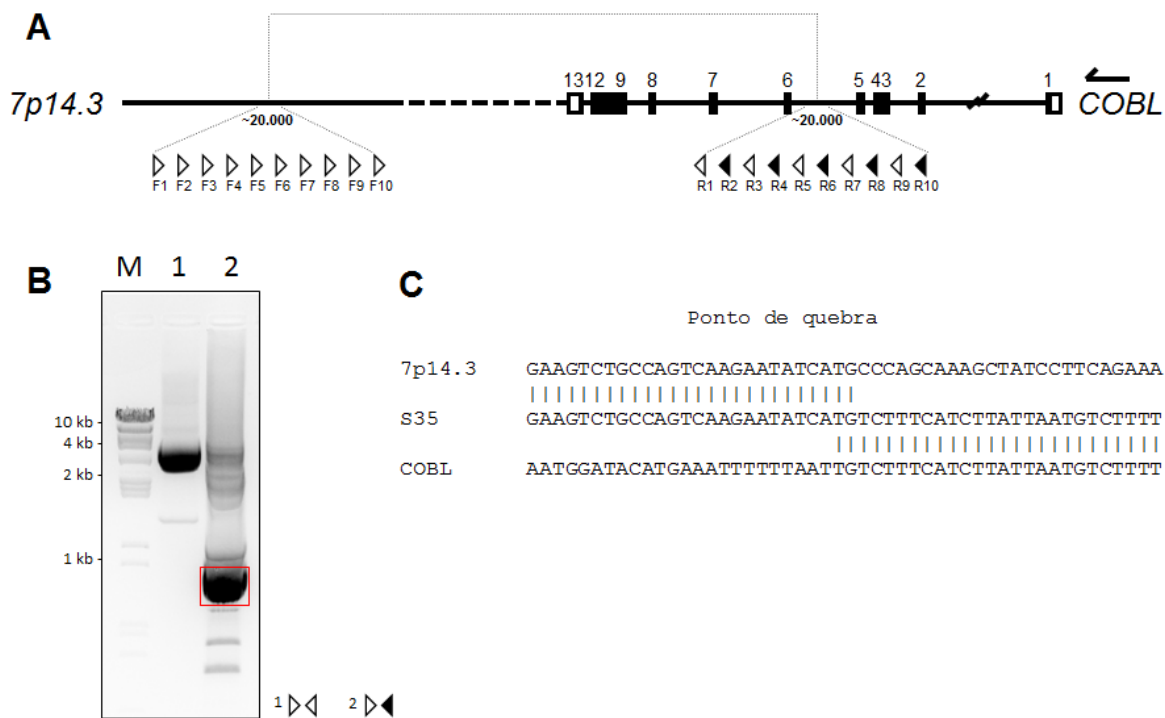 A
13 12 9 8 7 6 5 43 2 1
7p14.3 COBL
~20.000 ~20.000
F1 F2 F3 F4 F5 F6 F7 F8 F9 F10 R1 R2 R3 R4 R5 R6 R7 R8 R9 R10
B
M 1 2
10 kb
4 kb
2 kb
1 kb
1 2
C
Ponto de quebra
7p14.3 GAAGTCTGCCAGTCAAGAATATCATGCCCAGCAAAGCTATCCTTCAGAAA
S35 GAAGTCTGCCAGTCAAGAATATCATGTCTTTCATCTTATTAATGTCTTTT
COBL AATGGATACATGAAATTTTTTAATTGTCTTTCATCTTATTAATGTCTTTT